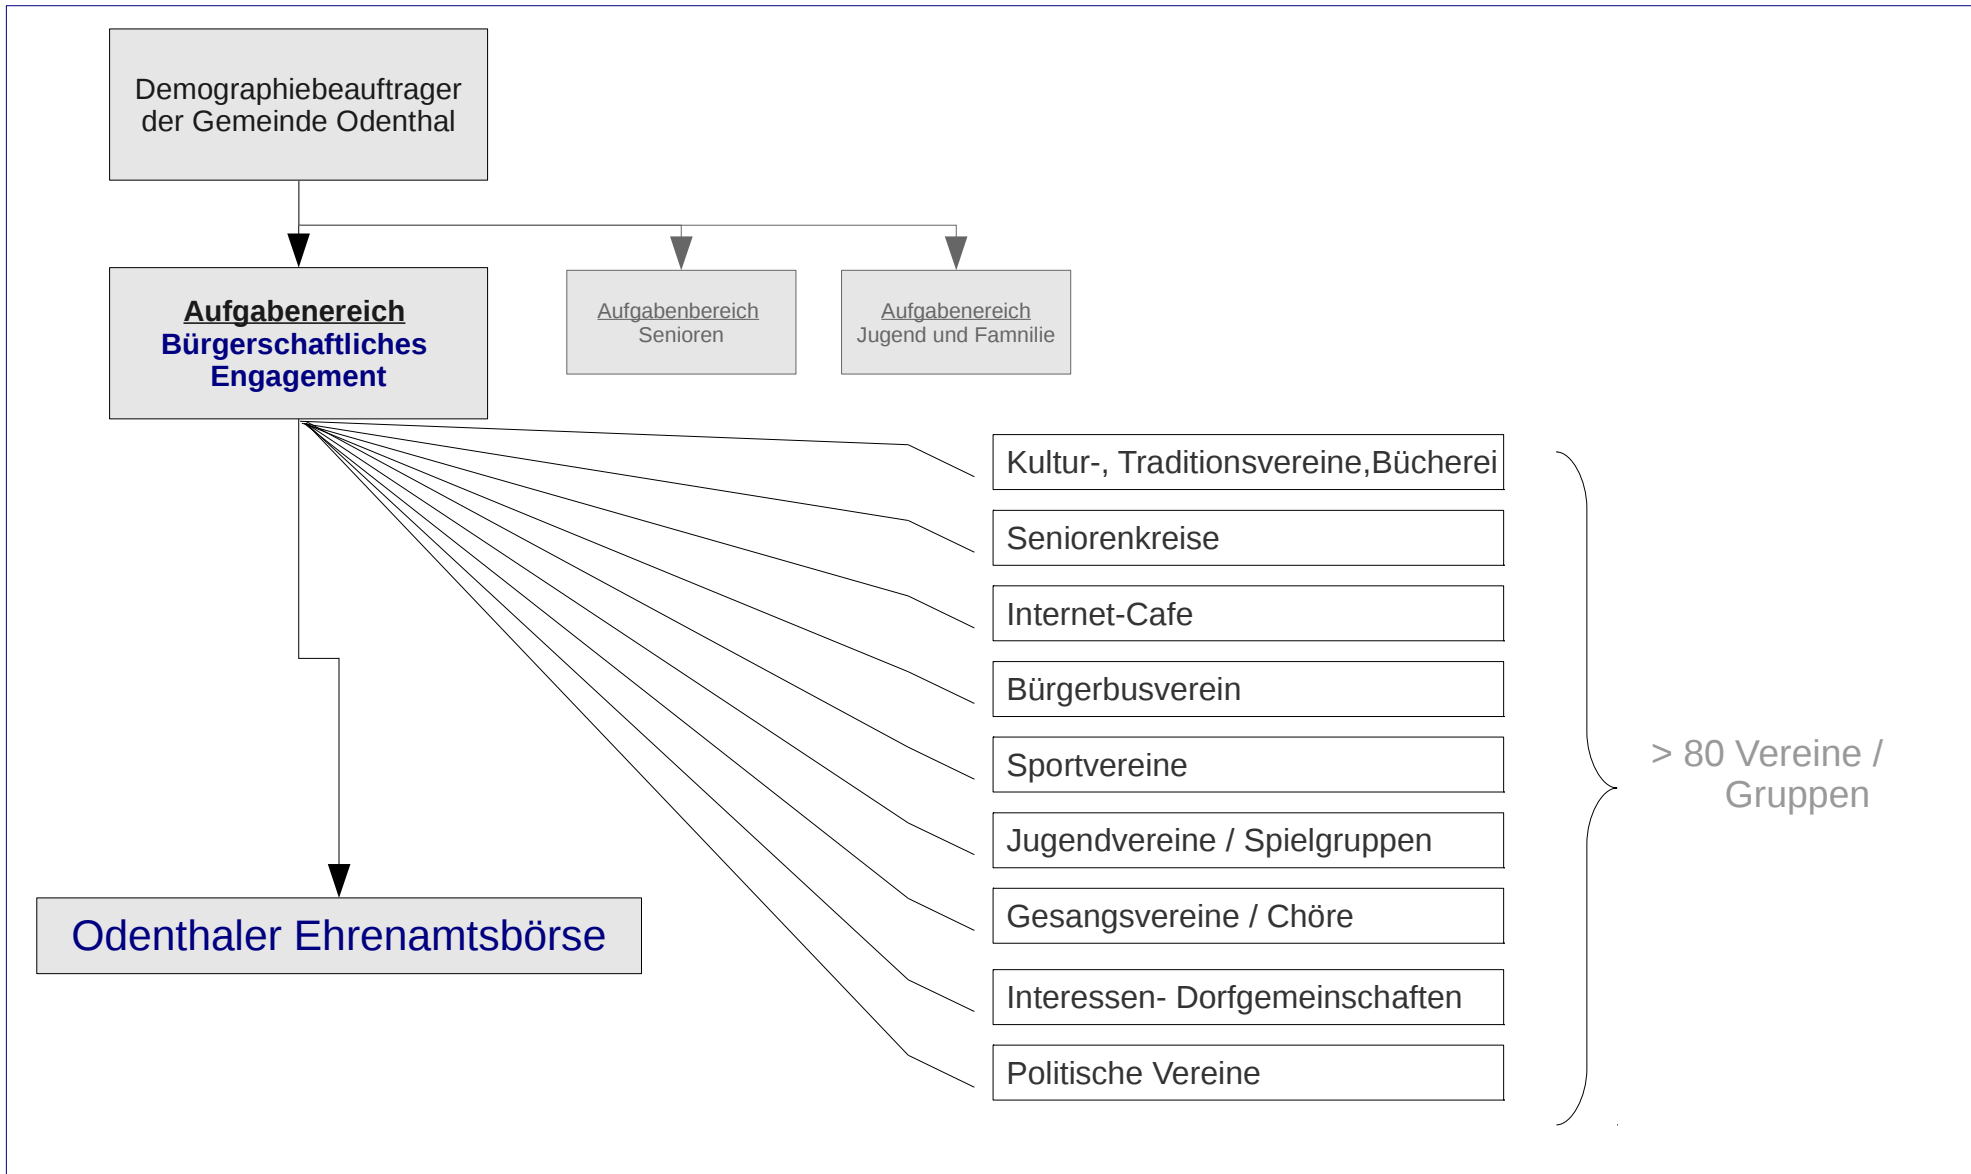 Demographiebeauftrager
der Gemeinde Odenthal
Aufgabenereich
Bürgerschaftliches
Engagement
Aufgabenbereich
Senioren
Aufgabenereich
Jugend und Famnilie
Kultur-, Traditionsvereine,Bücherei
Seniorenkreise
Internet-Cafe
Bürgerbusverein
Sportvereine
Jugendvereine / Spielgruppen
Gesangsvereine / Chöre
Interessen- Dorfgemeinschaften
Politische Vereine
> 80 Vereine /
Gruppen
Odenthaler Ehrenamtsbörse